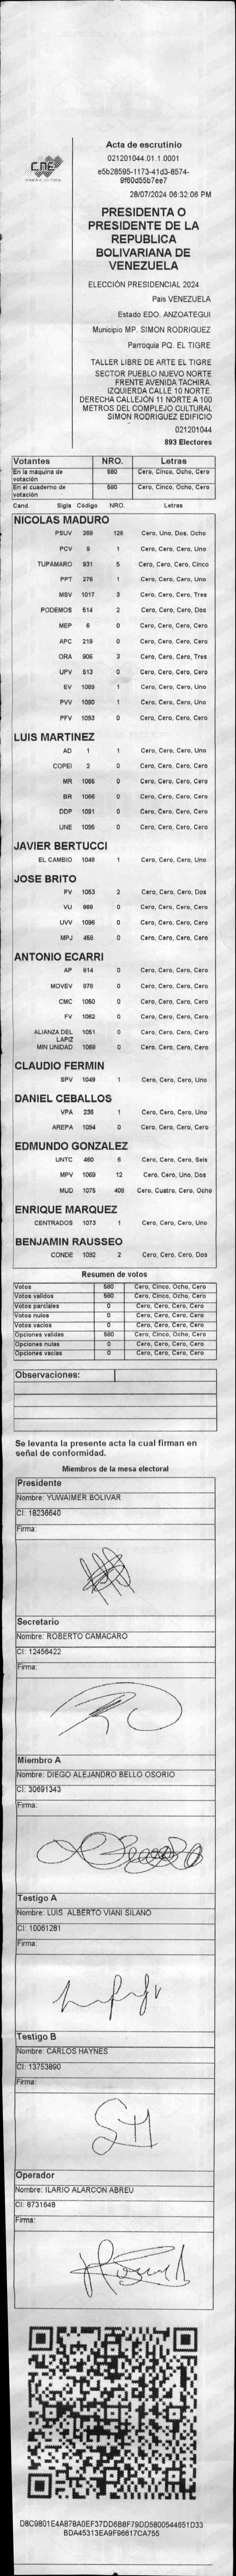 CNE
Acta de escrutinio
021201044.01.1.0001
e5b28595-1173-41d3-8574-
9f60d55b7ee7
28/07/2024 06:32:06 PM
PRESIDENTA O
PRESIDENTE DE LA
REPUBLICA
BOLIVARIANA DE
VENEZUELA
ELECCIÓN PRESIDENCIAL 2024
Pais VENEZUELA
Estado EDO. ANZOATEGUI
Municipio MP. SIMON RODRIGUEZ
Parroquia PQ. EL TIGRE
TALLER LIBRE DE ARTE EL TIGRE
SECTOR PUEBLO NUEVO NORTE
FRENTE AVENIDA TACHIRA.
IZQUIERDA CALLE 10 NORTE.
DERECHA CALLEJÓN 11 NORTE A 100
METROS DEL COMPLEJO CULTURAL
SIMON RODRIGUEZ EDIFICIO
021201044
893 Electores
Votantes NRO. Letras
En la máquina de votación 580 Cero, Cinco, Ocho, Cero
En el cuaderno de votación 580 Cero, Cinco, Ocho, Cero
Cand. Sigla Código NRO. Letras
NICOLAS MADURO
PSUV 269 128 Cero, Uno, Dos, Ocho
PCV 9 1 Cero, Cero, Cero, Uno
TUPAMARO 931 5 Cero, Cero, Cero, Cinco
PPT 276 1 Cero, Cero, Cero, Uno
MSV 1017 3 Cero, Cero, Cero, Tres
PODEMOS 514 2 Cero, Cero, Cero, Dos
MEP 6 0 Cero, Cero, Cero, Cero
APC 219 0 Cero, Cero, Cero, Cero
ORA 906 3 Cero, Cero, Cero, Tres
UPV 513 0 Cero, Cero, Cero, Cero
EV 1089 1 Cero, Cero, Cero, Uno
PVV 1090 1 Cero, Cero, Cero, Uno
PFV 1093 0 Cero, Cero, Cero, Cero
LUIS MARTINEZ
AD 1 1 Cero, Cero, Cero, Uno
COPEI 2 0 Cero, Cero, Cero, Cero
MR 1065 0 Cero, Cero, Cero, Cero
BR 1066 0 Cero, Cero, Cero, Cero
DDP 1091 0 Cero, Cero, Cero, Cero
UNE 1095 0 Cero, Cero, Cero, Cero
JAVIER BERTUCCI
EL CAMBIO 1048 1 Cero, Cero, Cero, Uno
JOSE BRITO
PV 1053 2 Cero, Cero, Cero, Dos
VU 868 0 Cero, Cero, Cero, Cero
UVV 1096 0 Cero, Cero, Cero, Cero
MPJ 458 0 Cero, Cero, Cero, Cero
ANTONIO ECARRI
AP 814 0 Cero, Cero, Cero, Cero
MOVEV 878 0 Cero, Cero, Cero, Cero
CMC 1050 0 Cero, Cero, Cero, Cero
FV 1062 0 Cero, Cero, Cero, Cero
ALIANZA DEL LAPIZ 1051 0 Cero, Cero, Cero, Cero
MIN UNIDAD 1068 0 Cero, Cero, Cero, Cero
CLAUDIO FERMIN
SPV 1049 1 Cero, Cero, Cero, Uno
DANIEL CEBALLOS
VPA 236 1 Cero, Cero, Cero, Uno
AREPA 1094 0 Cero, Cero, Cero, Cero
EDMUNDO GONZALEZ
UNTC 460 6 Cero, Cero, Cero, Seis
MPV 1069 12 Cero, Cero, Uno, Dos
MUD 1075 408 Cero, Cuatro, Cero, Ocho
ENRIQUE MARQUEZ
CENTRADOS 1073 1 Cero, Cero, Cero, Uno
BENJAMIN RAUSSEO
CONDE 1092 2 Cero, Cero, Cero, Dos
Resumen de votos
Votos 580 Cero, Cinco, Ocho, Cero
Votos validos 580 Cero, Cinco, Ocho, Cero
Votos parciales 0 Cero, Cero, Cero, Cero
Votos nulos 0 Cero, Cero, Cero, Cero
Votos vacios 0 Cero, Cero, Cero, Cero
Opciones validas 580 Cero, Cinco, Ocho, Cero
Opciones nulas 0 Cero, Cero, Cero, Cero
Opciones vacias 0 Cero, Cero, Cero, Cero
Observaciones:
Se levanta la presente acta la cual firman en
señal de conformidad.
Miembros de la mesa electoral
Presidente
Nombre: YUWAIMER BOLIVAR
CI: 18236640
Firma:
Secretario
Nombre: ROBERTO CAMACARO
CI: 12456422
Firma:
Miembro A
Nombre: DIEGO ALEJANDRO BELLO OSORIO
CI: 30691343
Firma:
Testigo A
Nombre: LUIS ALBERTO VIANI SILANO
CI: 10061281
Firma:
Testigo B
Nombre: CARLOS HAYNES
CI: 13753890
Firma:
Operador
Nombre: ILARIO ALARCON ABREU
CI: 8731648
Firma:
D8C9801E4A878A0EF37DD6B8F79DD5800544651D33
BDA45313EA9F96617CA755